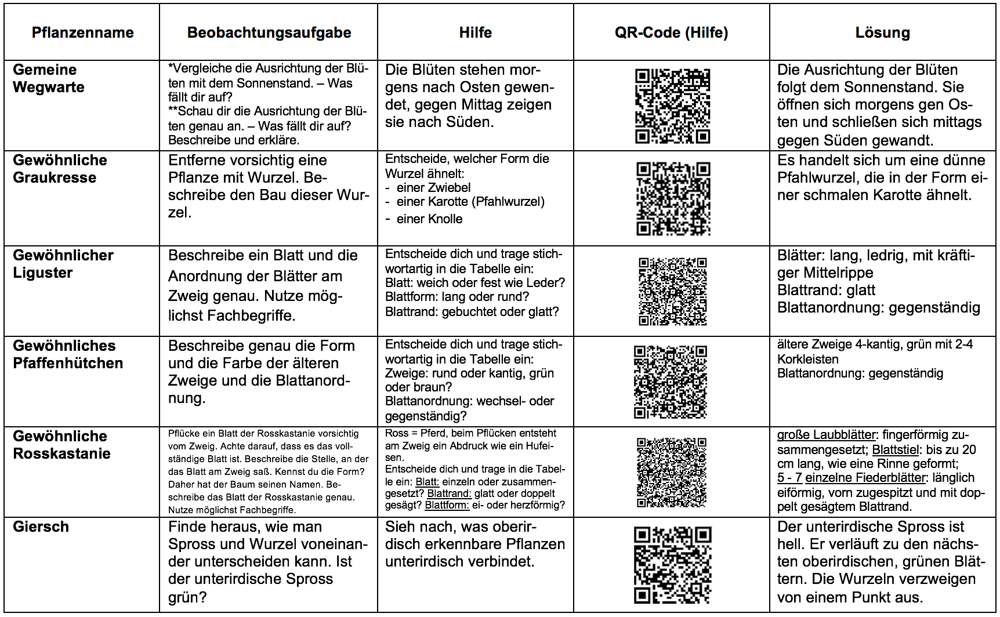 Pflanzenname
Beobachtungsaufgabe
Hilfe
QR-Code (Hilfe)
Lösung
Gemeine
Wegwarte
*Vergleiche die Ausrichtung der Blü-
ten mit dem Sonnenstand. – Was
fällt dir auf?
**Schau dir die Ausrichtung der Blü-
ten genau an. – Was fällt dir auf?
Beschreibe und erkläre.
Die Blüten stehen mor-
gens nach Osten gewen-
det, gegen Mittag zeigen
sie nach Süden.
Die Ausrichtung der Blüten
folgt dem Sonnenstand. Sie
öffnen sich morgens gen Os-
ten und schließen sich mittags
gegen Süden gewandt.
Gewöhnliche
Graukresse
Entferne vorsichtig eine
Pflanze mit Wurzel. Be-
schreibe den Bau dieser Wur-
zel.
Entscheide, welcher Form die
Wurzel ähnelt:
- einer Zwiebel
- einer Karotte (Pfahlwurzel)
- einer Knolle
Es handelt sich um eine dünne
Pfahlwurzel, die in der Form ei-
ner schmalen Karotte ähnelt.
Gewöhnlicher
Liguster
Beschreibe ein Blatt und die
Anordnung der Blätter am
Zweig genau. Nutze mög-
lichst Fachbegriffe.
Entscheide dich und trage stich-
wortartig in die Tabelle ein:
Blatt: weich oder fest wie Leder?
Blattform: lang oder rund?
Blattrand: gebuchtet oder glatt?
Blätter: lang, ledrig, mit kräfti-
ger Mittelrippe
Blattrand: glatt
Blattanordnung: gegenständig
Gewöhnliches
Pfaffenhütchen
Beschreibe genau die Form
und die Farbe der älteren
Zweige und die Blattanord-
nung.
Entscheide dich und trage stich-
wortartig in die Tabelle ein:
Zweige: rund oder kantig, grün
oder braun?
Blattanordnung: wechsel- oder
gegenständig?
ältere Zweige 4-kantig, grün mit 2-4
Korkleisten
Blattanordnung: gegenständig
Gewöhnliche
Rosskastanie
Pflücke ein Blatt der Rosskastanie vorsichtig
vom Zweig. Achte darauf, dass es das voll-
ständige Blatt ist. Beschreibe die Stelle, an der
das Blatt am Zweig saß. Kennst du die Form?
Daher hat der Baum seinen Namen. Be-
schreibe das Blatt der Rosskastanie genau.
Nutze möglichst Fachbegriffe.
Ross = Pferd, beim Pflücken entsteht
am Zweig ein Abdruck wie ein Hufei-
sen.
Entscheide dich und trage in die Tabel-
le ein: Blatt: einzeln oder zusammen-
gesetzt? Blattrand: glatt oder doppelt
gesägt? Blattform: ei- oder herzförmig?
große Laubblätter: fingerförmig zu-
sammengesetzt; Blattstiel: bis zu 20
cm lang, wie eine Rinne geformt;
5 - 7 einzelne Fiederblätter: länglich
eiförmig, vorn zugespitzt und mit dop-
pelt gesägtem Blattrand.
Giersch
Finde heraus, wie man
Spross und Wurzel voneinan-
der unterscheiden kann. Ist
der unterirdische Spross
grün?
Sieh nach, was oberir-
disch erkennbare Pflanzen
unterirdisch verbindet.
Der unterirdische Spross ist
hell. Er verläuft zu den nächs-
ten oberirdischen, grünen Blät-
tern. Die Wurzeln verzweigen
von einem Punkt aus.